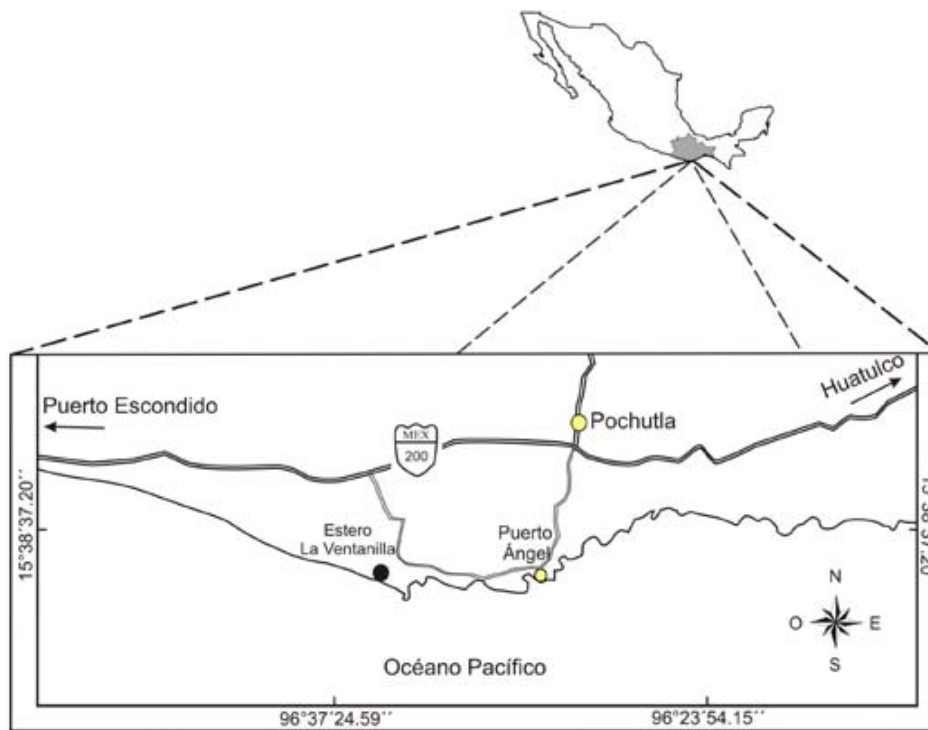 Huatulco
Puerto Escondido
Pochutla
MEX
200
15°38'37.20''
Estero
La Ventanilla
Puerto
Ángel
N
O
E
S
Océano Pacífico
96°37'24.59''
96°23'54.15''